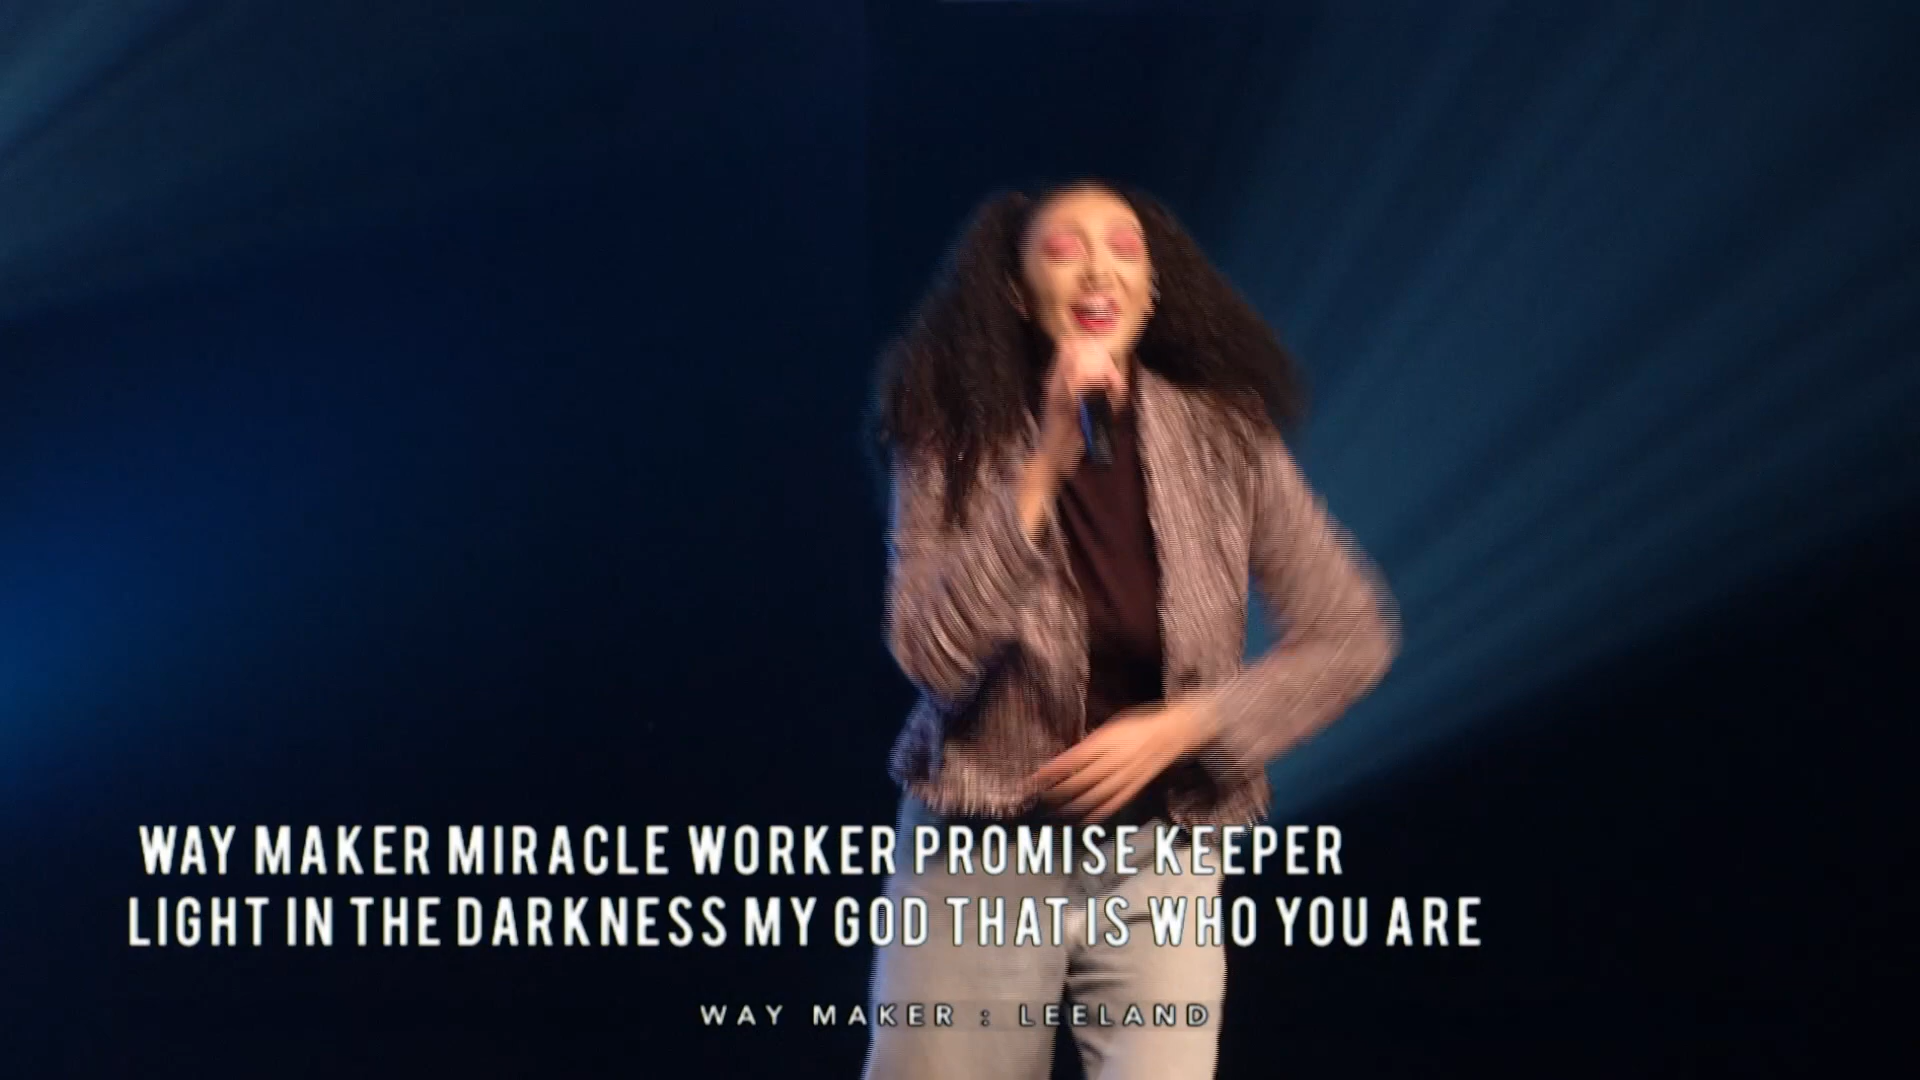 WAY MAKER MIRACLE WORKER PROMISE KEEPER
LIGHT IN THE DARKNESS MY GOD THAT IS WHO YOU ARE
WAY MAKER : LEELAND